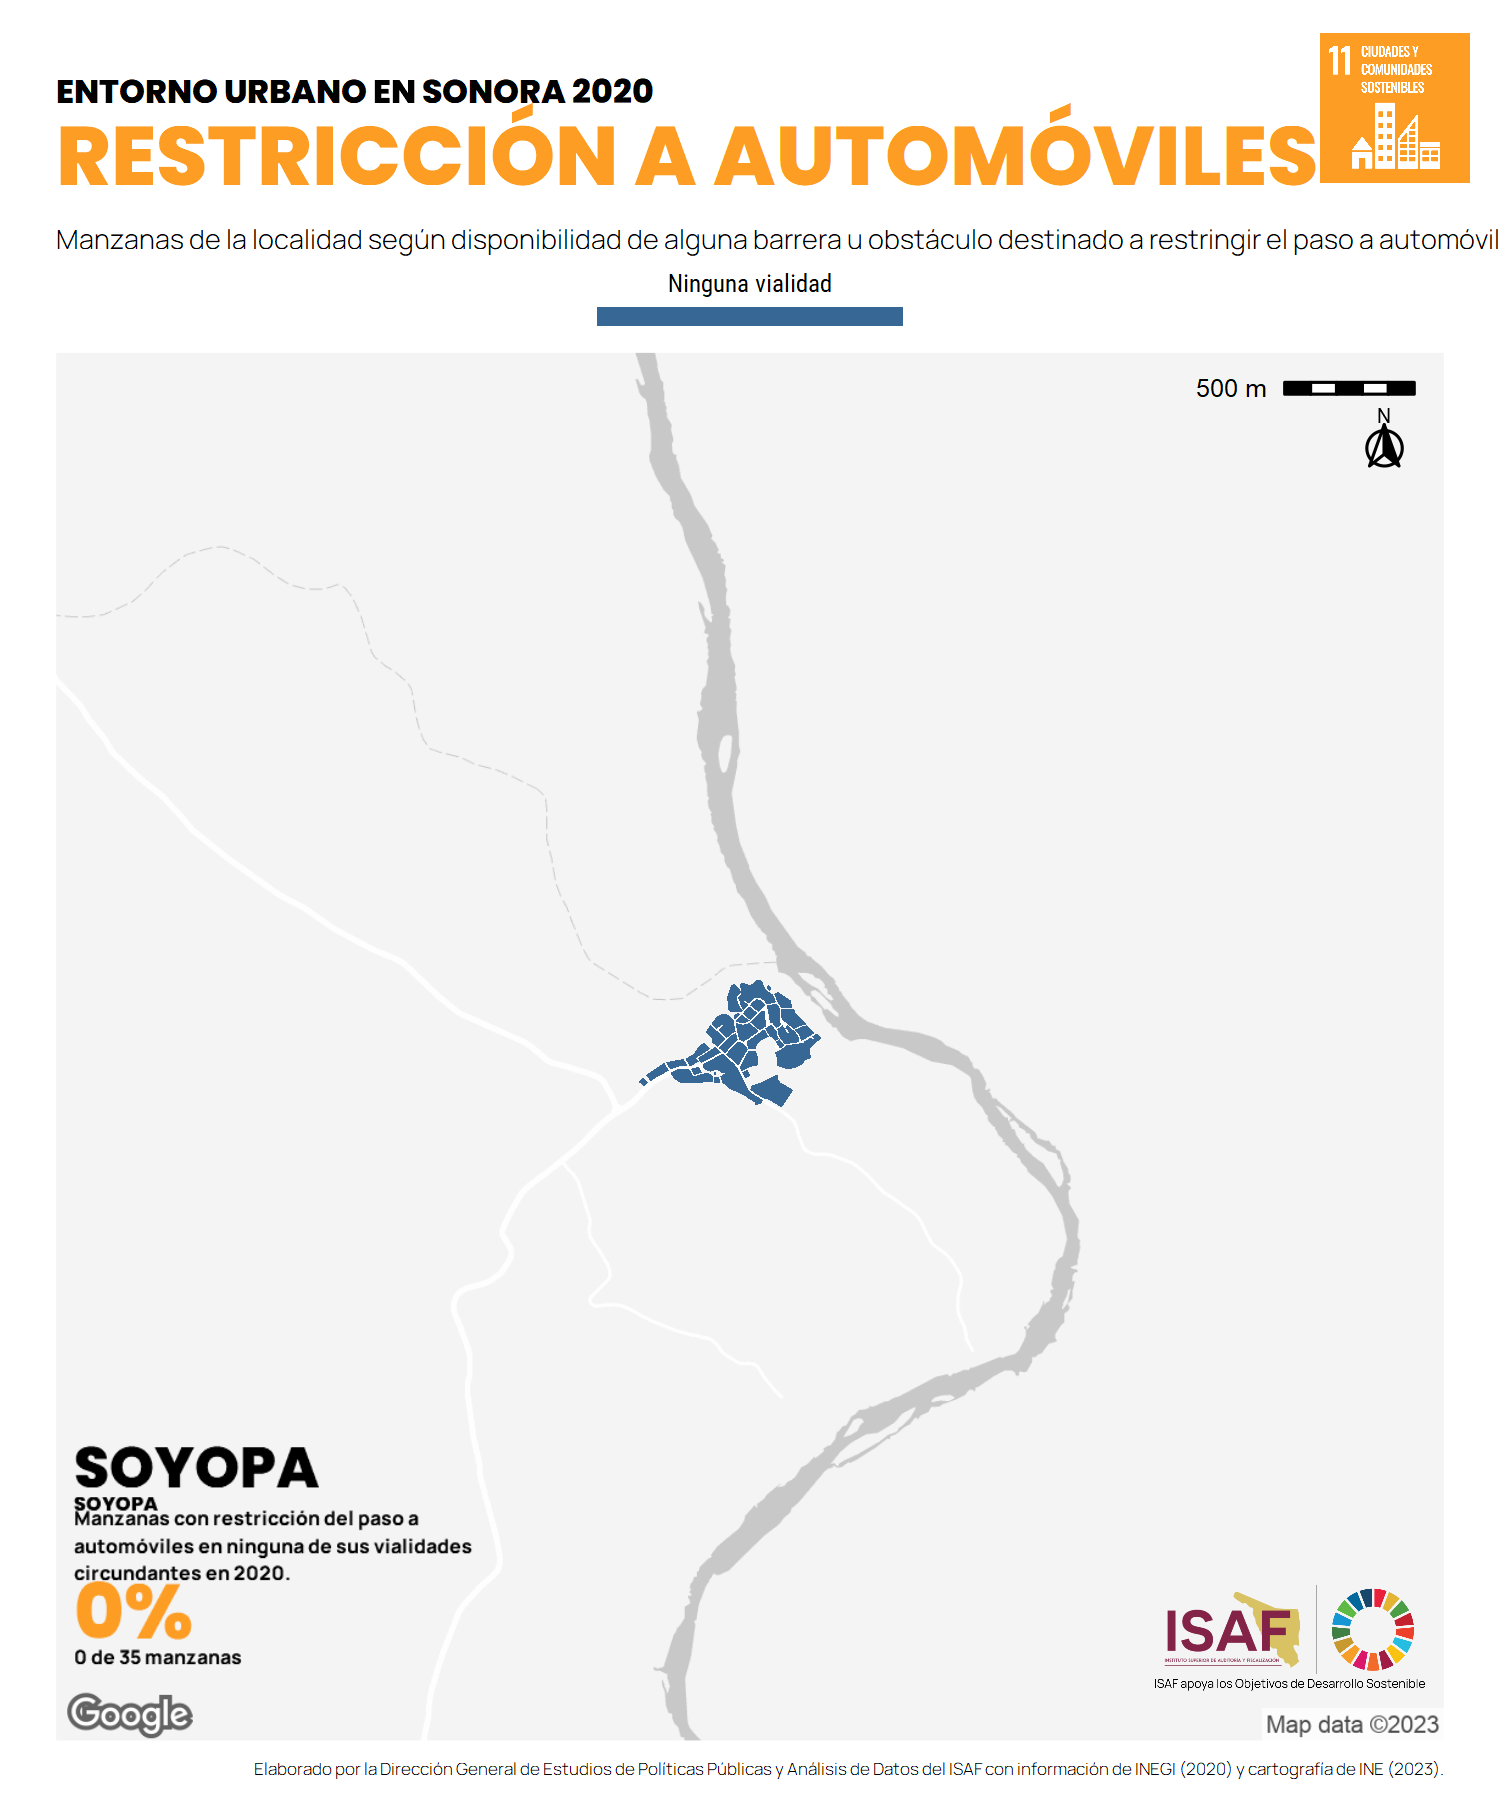 ENTORNO URBANO EN SONORA 2020
RESTRICCIÓN A AUTOMÓVILES
11 CIUDADES Y
COMUNIDADES
SOSTENIBLES
Manzanas de la localidad según disponibilidad de alguna barrera u obstáculo destinado a restringir el paso a automóvil
Ninguna vialidad
500 m
N
SOYOPA
SOYOPA
Manzanas con restricción del paso a
automóviles en ninguna de sus vialidades
circundantes en 2020.
0%
0 de 35 manzanas
ISAF
INSTITUTO SUPERIOR DE AUDITORÍA Y FISCALIZACIÓN
ISAF apoya los Objetivos de Desarrollo Sostenible
Google
Map data ©2023
Elaborado por la Dirección General de Estudios de Políticas Públicas y Análisis de Datos del ISAF con información de INEGI (2020) y cartografía de INE (2023).